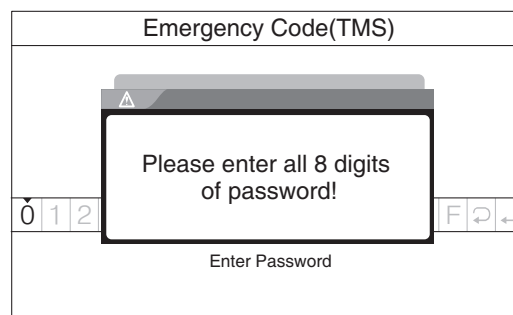 Emergency Code(TMS)
Please enter all 8 digits
of password!
0 1 2 F
Enter Password